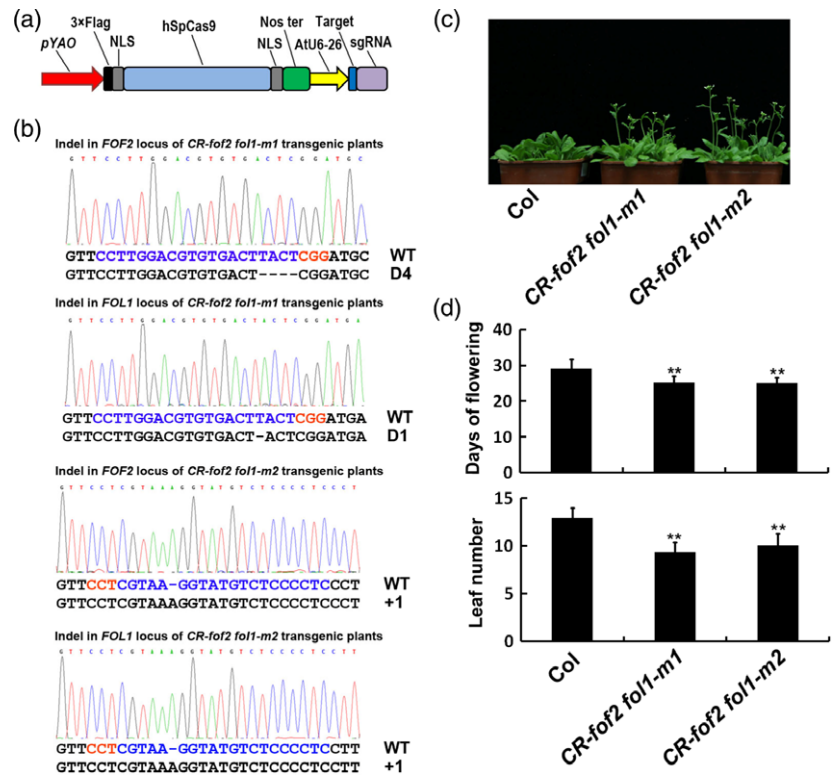 (a)
3×Flag
pYAO
NLS
hSpCas9
NLS
Nos ter
AtU6-26
Target
sgRNA
(b)
Indel in FOF2 locus of CR-fof2 fol1-m1 transgenic plants
G T T C C T T G G A C G T G T G A C T C G G A T G C
GTTCCTTGGACGTGTGACTTACTCGGATGC WT
GTTCCTTGGACGTGTGACT----CGGATGC D4
Indel in FOL1 locus of CR-fof2 fol1-m1 transgenic plants
G T T C C T T G G A C G T G T G A C T A C T C G G A T G A
GTTCCTTGGACGTGTGACTTACTCGGATGA WT
GTTCCTTGGACGTGTGACT-ACTCGGATGA D1
Indel in FOF2 locus of CR-fof2 fol1-m2 transgenic plants
G T T C C T C G T A A A G G T A T G T C T C C C C T C C C T
GTTCCTCGTAA-GGTATGTCTCCCCTCCCT WT
GTTCCTCGTAAAGGTATGTCTCCCCTCCCT +1
Indel in FOL1 locus of CR-fof2 fol1-m2 transgenic plants
G T T C C T C G T A A A G G T A T G T C T C C C C T C C T T
GTTCCTCGTAA-GGTATGTCTCCCCTCCTT WT
GTTCCTCGTAAAGGTATGTCTCCCCTCCTT +1
(c)
Col
CR-fof2 fol1-m1
CR-fof2 fol1-m2
(d)
Days of flowering
40
30
20
10
0
**
**
Leaf number
15
10
5
0
**
**
Col
CR-fof2 fol1-m1
CR-fof2 fol1-m2